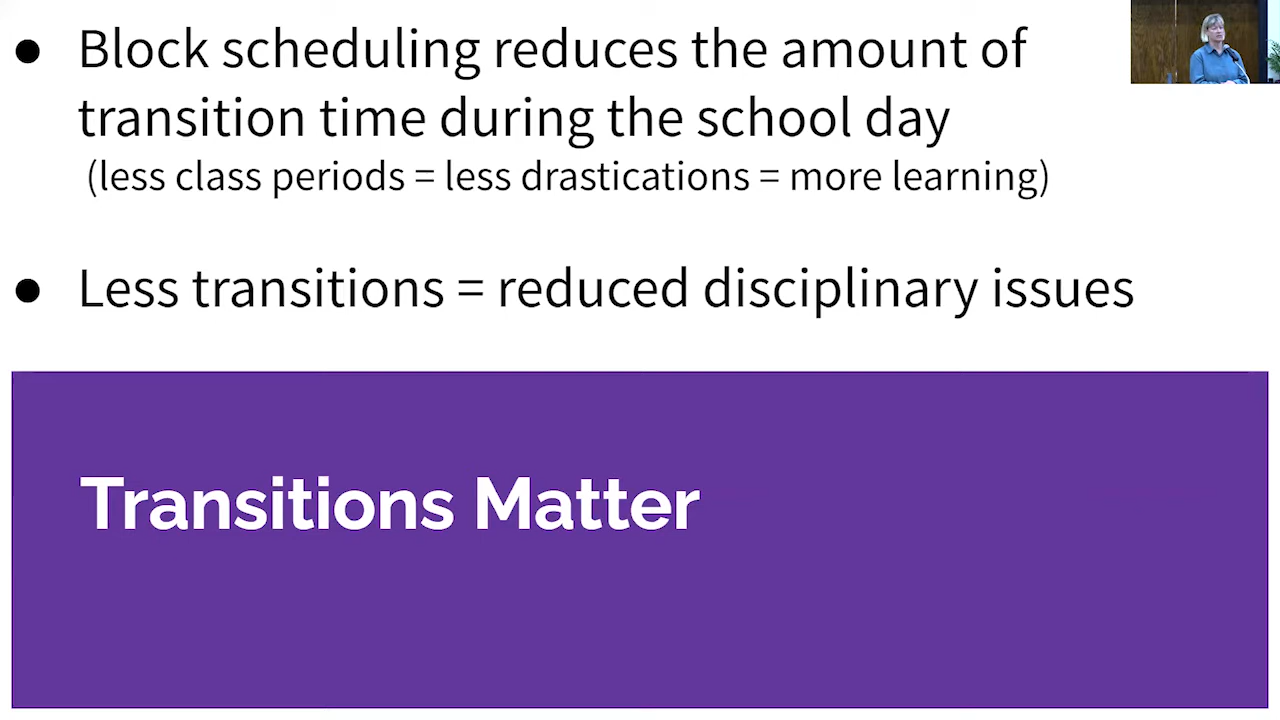 ● Block scheduling reduces the amount of
transition time during the school day
(less class periods = less drastications = more learning)
● Less transitions = reduced disciplinary issues
Transitions Matter